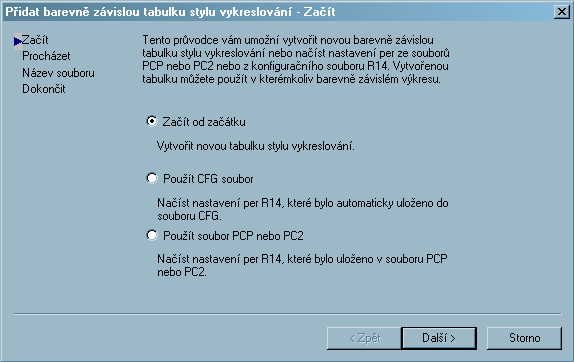 Přidat barevně závislou tabulku stylu vykreslování - Začít
Začít
Procházet
Název souboru
Dokončit
Tento průvodce vám umožní vytvořit novou barevně závislou
tabulku stylu vykreslování nebo načíst nastavení per ze souborů
PCP nebo PC2 nebo z konfiguračního souboru R14. Vytvořenou
tabulku můžete použít v kterémkoliv barevně závislém výkresu.
Začít od začátku
Vytvořit novou tabulku stylu vykreslování.
Použít CFG soubor
Načíst nastavení per R14, které bylo automaticky uloženo do
souboru CFG.
Použít soubor PCP nebo PC2
Načíst nastavení per R14, které bylo uloženo v souboru PCP
nebo PC2.
< Zpět
Další >
Storno